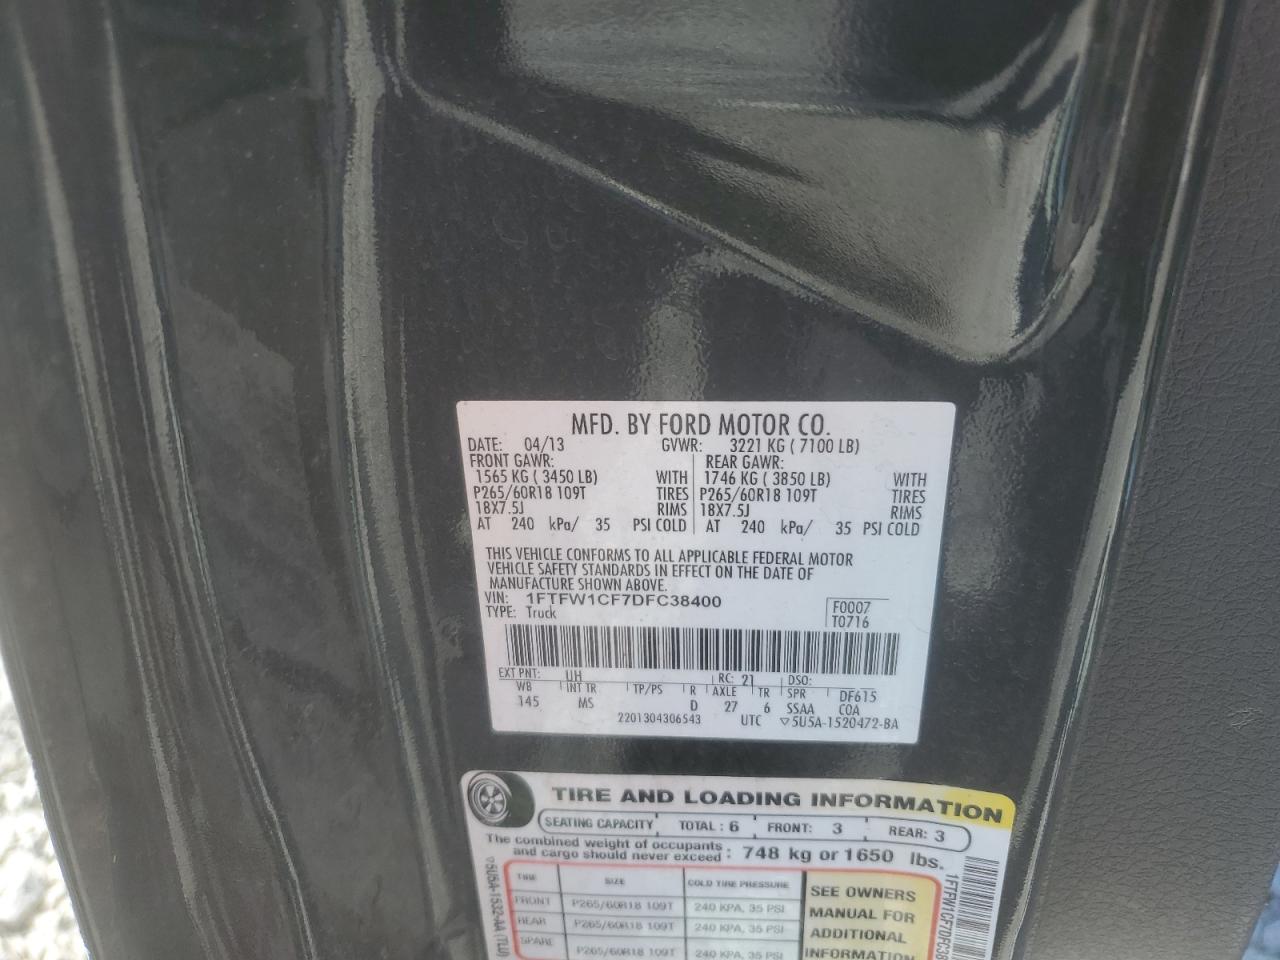 MFD. BY FORD MOTOR CO.
DATE: 04/13 GVWR: 3221 KG ( 7100 LB)
FRONT GAWR: REAR GAWR:
1565 KG ( 3450 LB) WITH 1746 KG ( 3850 LB) WITH
P265/60R18 109T TIRES P265/60R18 109T TIRES
18X7.5J RIMS 18X7.5J RIMS
AT 240 kPa/ 35 PSI COLD AT 240 kPa/ 35 PSI COLD
THIS VEHICLE CONFORMS TO ALL APPLICABLE FEDERAL MOTOR
VEHICLE SAFETY STANDARDS IN EFFECT ON THE DATE OF
MANUFACTURE SHOWN ABOVE.
VIN: 1FTFW1CF7DFC38400 F0007
TYPE: Truck T0716
EXT PNT: UH RC: 21 DSO:
WB INT TR TP/PS R AXLE TR SPR DF615
145 MS D 27 6 SSAA COA
2201304306543 UTC ▽5U5A-1520472-BA
TIRE AND LOADING INFORMATION
SEATING CAPACITY TOTAL : 6 FRONT: 3 REAR: 3
The combined weight of occupants
and cargo should never exceed : 748 kg or 1650 lbs.
TIRE SIZE COLD TIRE PRESSURE
FRONT P265/60R18 109T 240 KPA, 35 PSI
REAR P265/60R18 109T 240 KPA, 35 PSI
SPARE P265/60R18 109T 240 KPA, 35 PSI
SEE OWNERS
MANUAL FOR
ADDITIONAL
INFORMATION
▽5U5A-1532-AA (TLU)
1FTFW1CF7DFC38